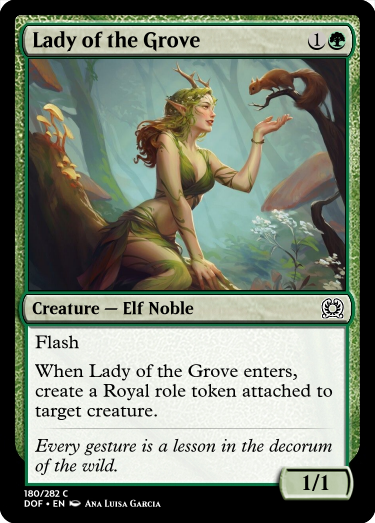 Lady of the Grove 1
Creature — Elf Noble
Flash
When Lady of the Grove enters,
create a Royal role token attached to
target creature.
Every gesture is a lesson in the decorum
of the wild.
1/1
180/282 C
DOF • EN Ana Luisa Garcia